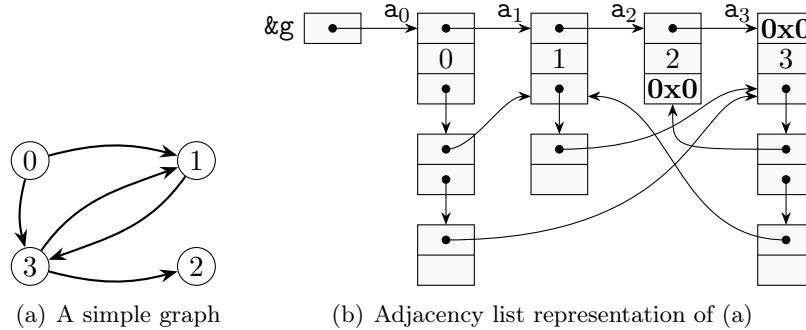 &g a0 a1 a2 a3 0x0
0 1 2 3
0x0
0 1
3 2
(a) A simple graph
(b) Adjacency list representation of (a)